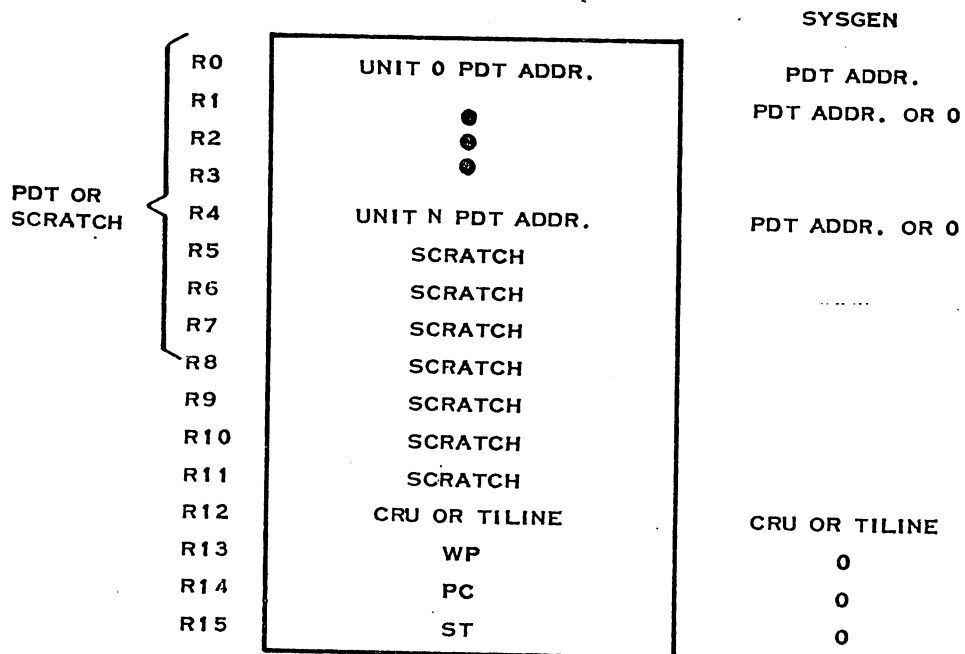 SYSGEN
R0 UNIT 0 PDT ADDR. PDT ADDR.
R1 PDT ADDR. OR 0
R2
R3
PDT OR
SCRATCH
R4 UNIT N PDT ADDR. PDT ADDR. OR 0
R5 SCRATCH
R6 SCRATCH
R7 SCRATCH
R8 SCRATCH
R9 SCRATCH
R10 SCRATCH
R11 SCRATCH
R12 CRU OR TILINE CRU OR TILINE
R13 WP 0
R14 PC 0
R15 ST 0